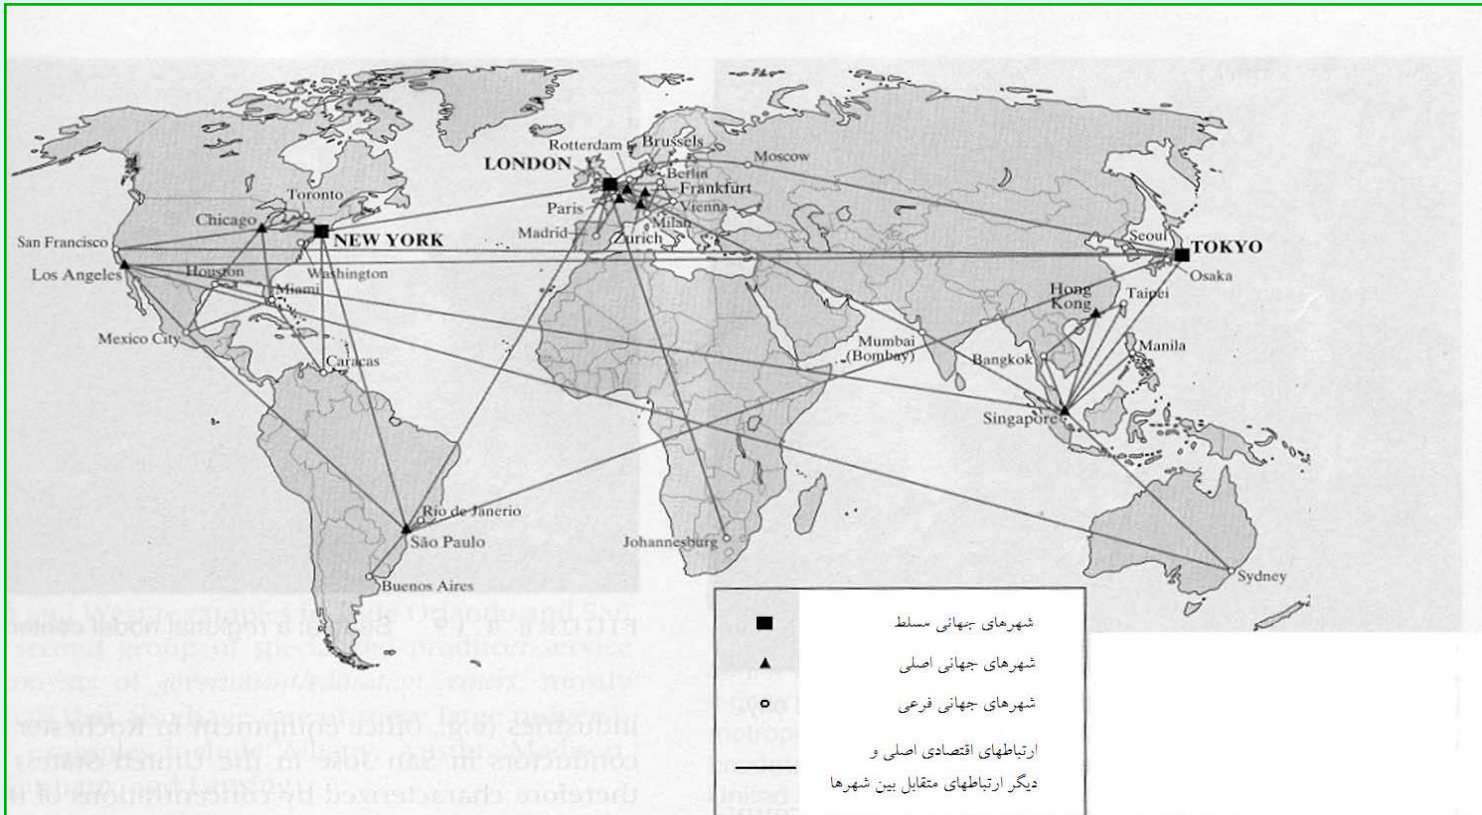 Rotterdam
Brussels
LONDON
Moscow
Berlin
Frankfurt
Toronto
Paris
Vienna
Chicago
Milan
Madrid
Zurich
San Francisco
NEW YORK
Seoul
TOKYO
Los Angeles
Houston
Washington
Osaka
Miami
Hong
Kong
Taipei
Mexico City
Mumbai
(Bombay)
Manila
Caracas
Bangkok
Singapore
Rio de Janerio
São Paulo
Johannesburg
Buenos Aires
Sydney
شهرهای جهانی مسلط
شهرهای جهانی اصلی
شهرهای جهانی فرعی
ارتباطهای اقتصادی اصلی و
دیگر ارتباطهای متقابل بین شهرها